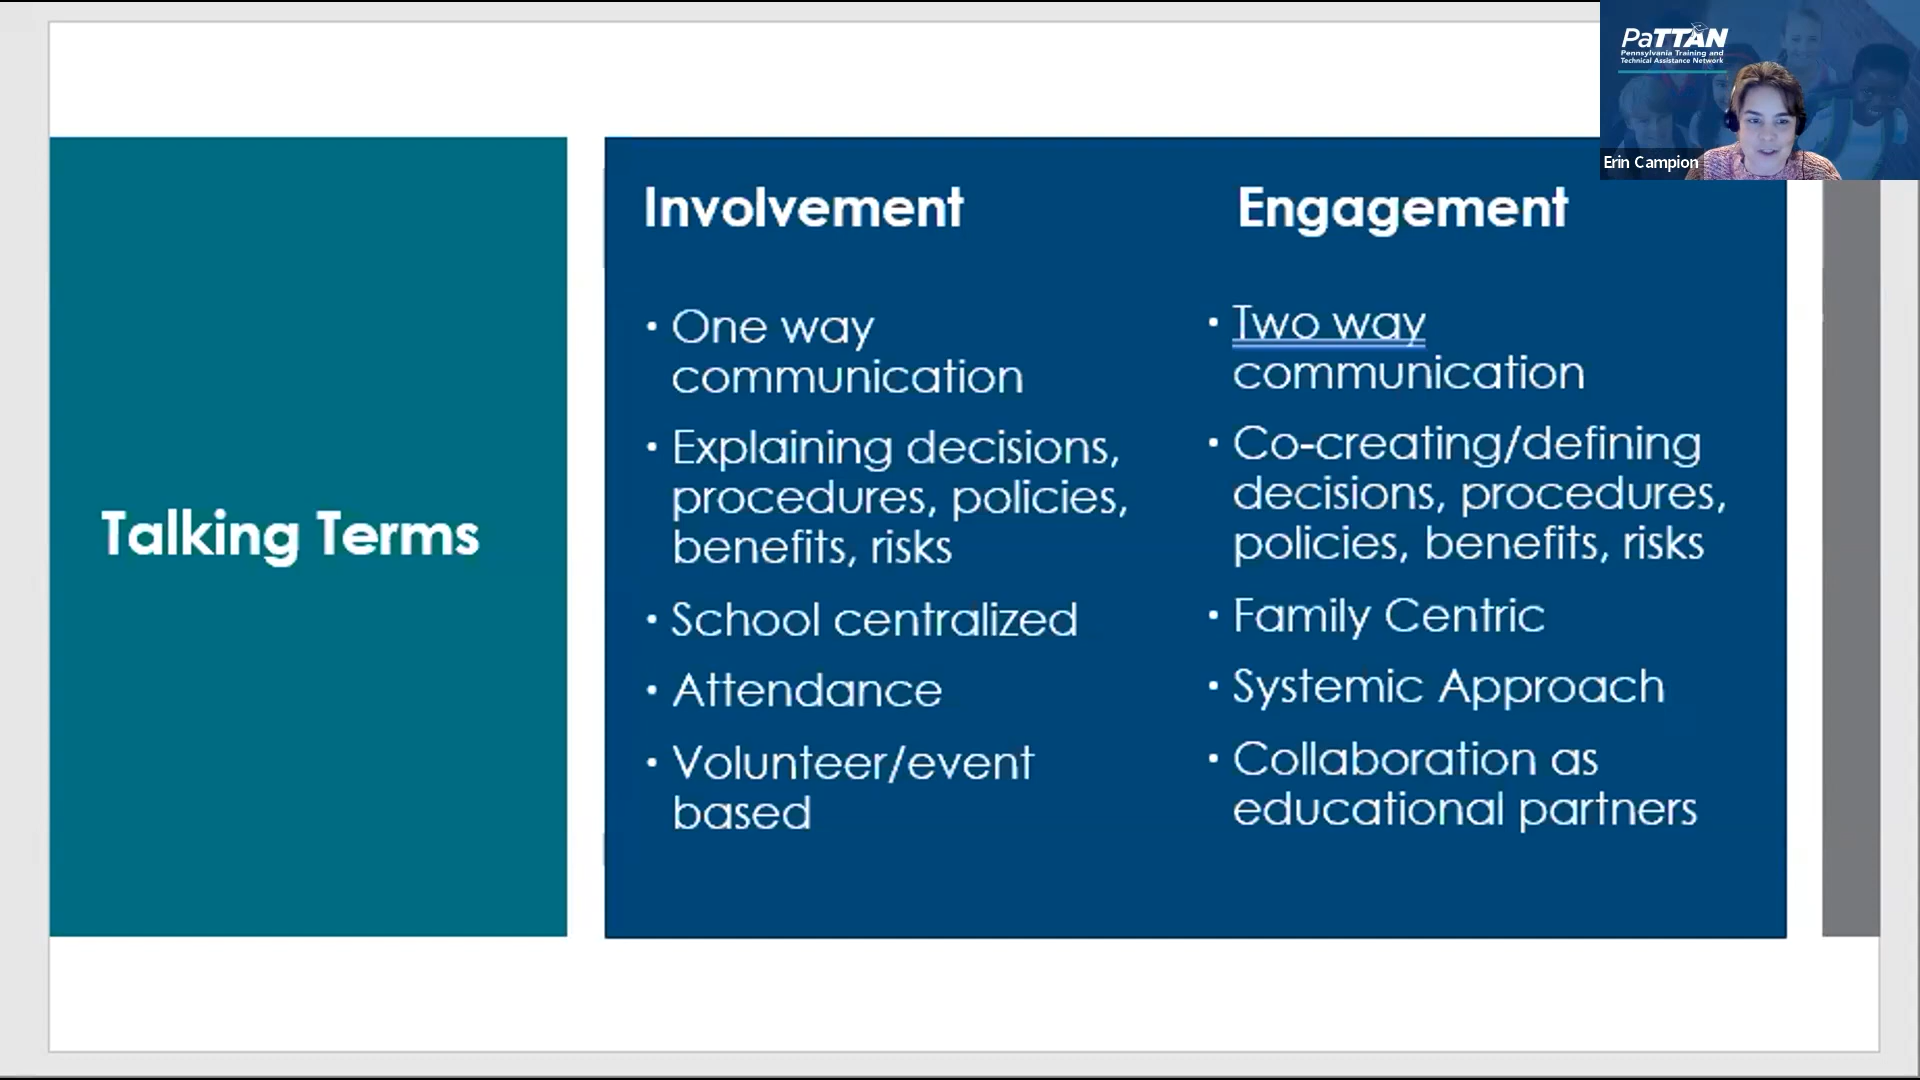 PaTTAN
Pennsylvania Training and
Technical Assistance Network
Erin Campion
Talking Terms
Involvement
• One way
communication
• Explaining decisions,
procedures, policies,
benefits, risks
• School centralized
• Attendance
• Volunteer/event
based
Engagement
• Two way
communication
• Co-creating/defining
decisions, procedures,
policies, benefits, risks
• Family Centric
• Systemic Approach
• Collaboration as
educational partners